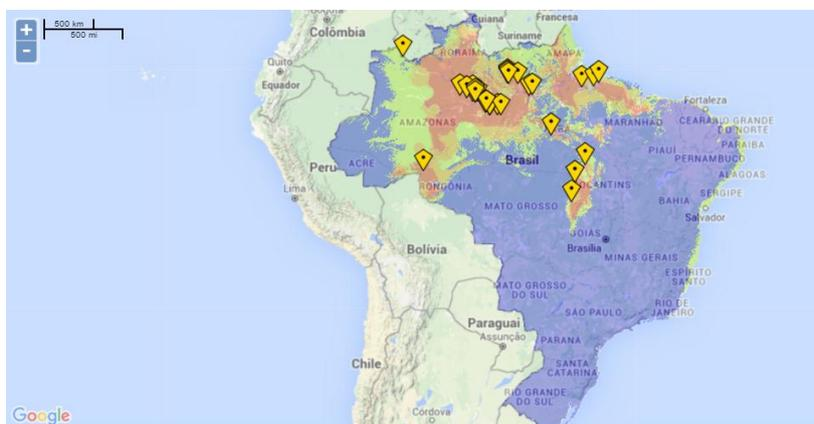 Bogotá
Guiana
Francesa
500 km
500 mi
Colômbia
Suriname
RORAIMA
AMAPÁ
Quito
Equador
Fortaleza
AMAZONAS
MARANHÃO
CEARÁ
RIO GRANDE
DO NORTE
PARAÍBA
PIAUÍ
PERNAMBUCO
Brasil
Peru
ACRE
ALAGOAS
Lima
RONDÔNIA
TOCANTINS
SERGIPE
MATO GROSSO
BAHIA
Salvador
GOIÁS
Bolívia
Brasília
MINAS GERAIS
ESPÍRITO
SANTO
MATO GROSSO
DO SUL
RIO DE
JANEIRO
SÃO PAULO
Paraguai
Assunção
PARANÁ
Chile
SANTA
CATARINA
RIO GRANDE
DO SUL
Google
Córdova